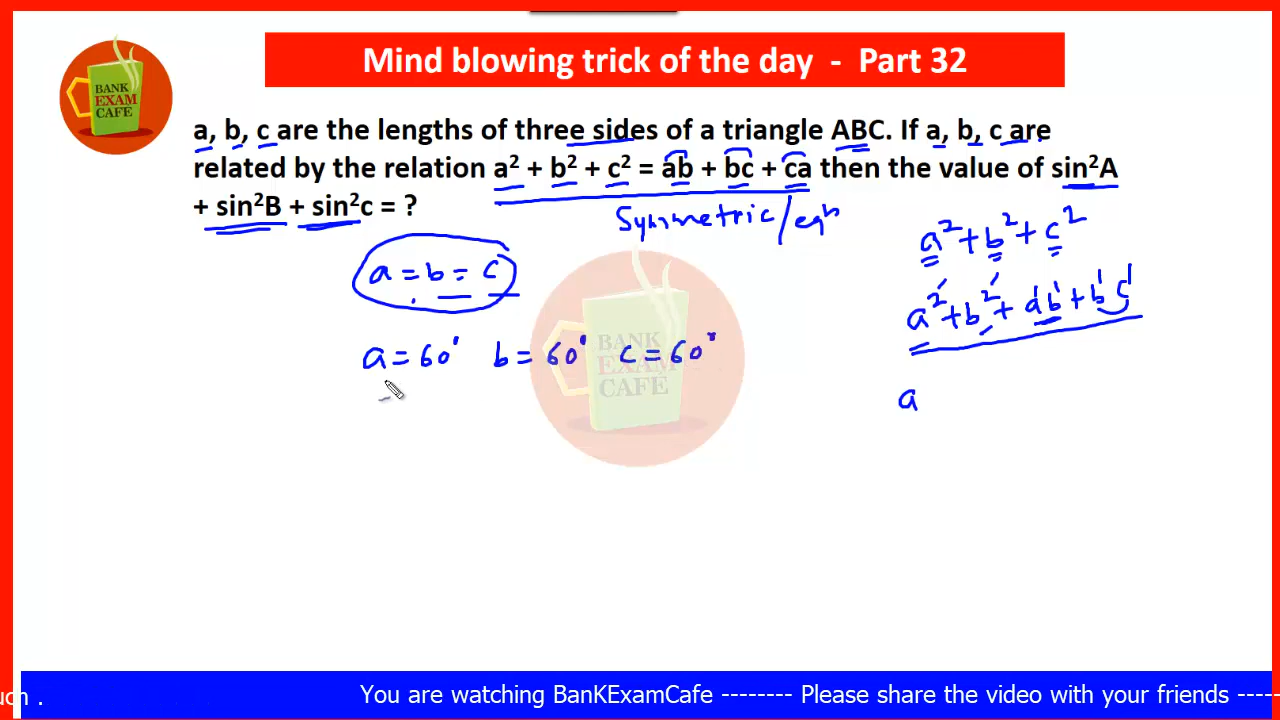 Mind blowing trick of the day - Part 32
BANK
EXAM
CAFE
a, b, c are the lengths of three sides of a triangle ABC. If a, b, c are
related by the relation a² + b² + c² = ab + bc + ca then the value of sin²A
+ sin²B + sin²c = ?
Symmetric/eqⁿ
a² + b² + c²
a = b = c
a² + b² + ab + bc
a = 60° b = 60° c = 60°
BANK
EXAM
CAFE
a
uch .
You are watching BanKExamCafe -------- Please share the video with your friends -----